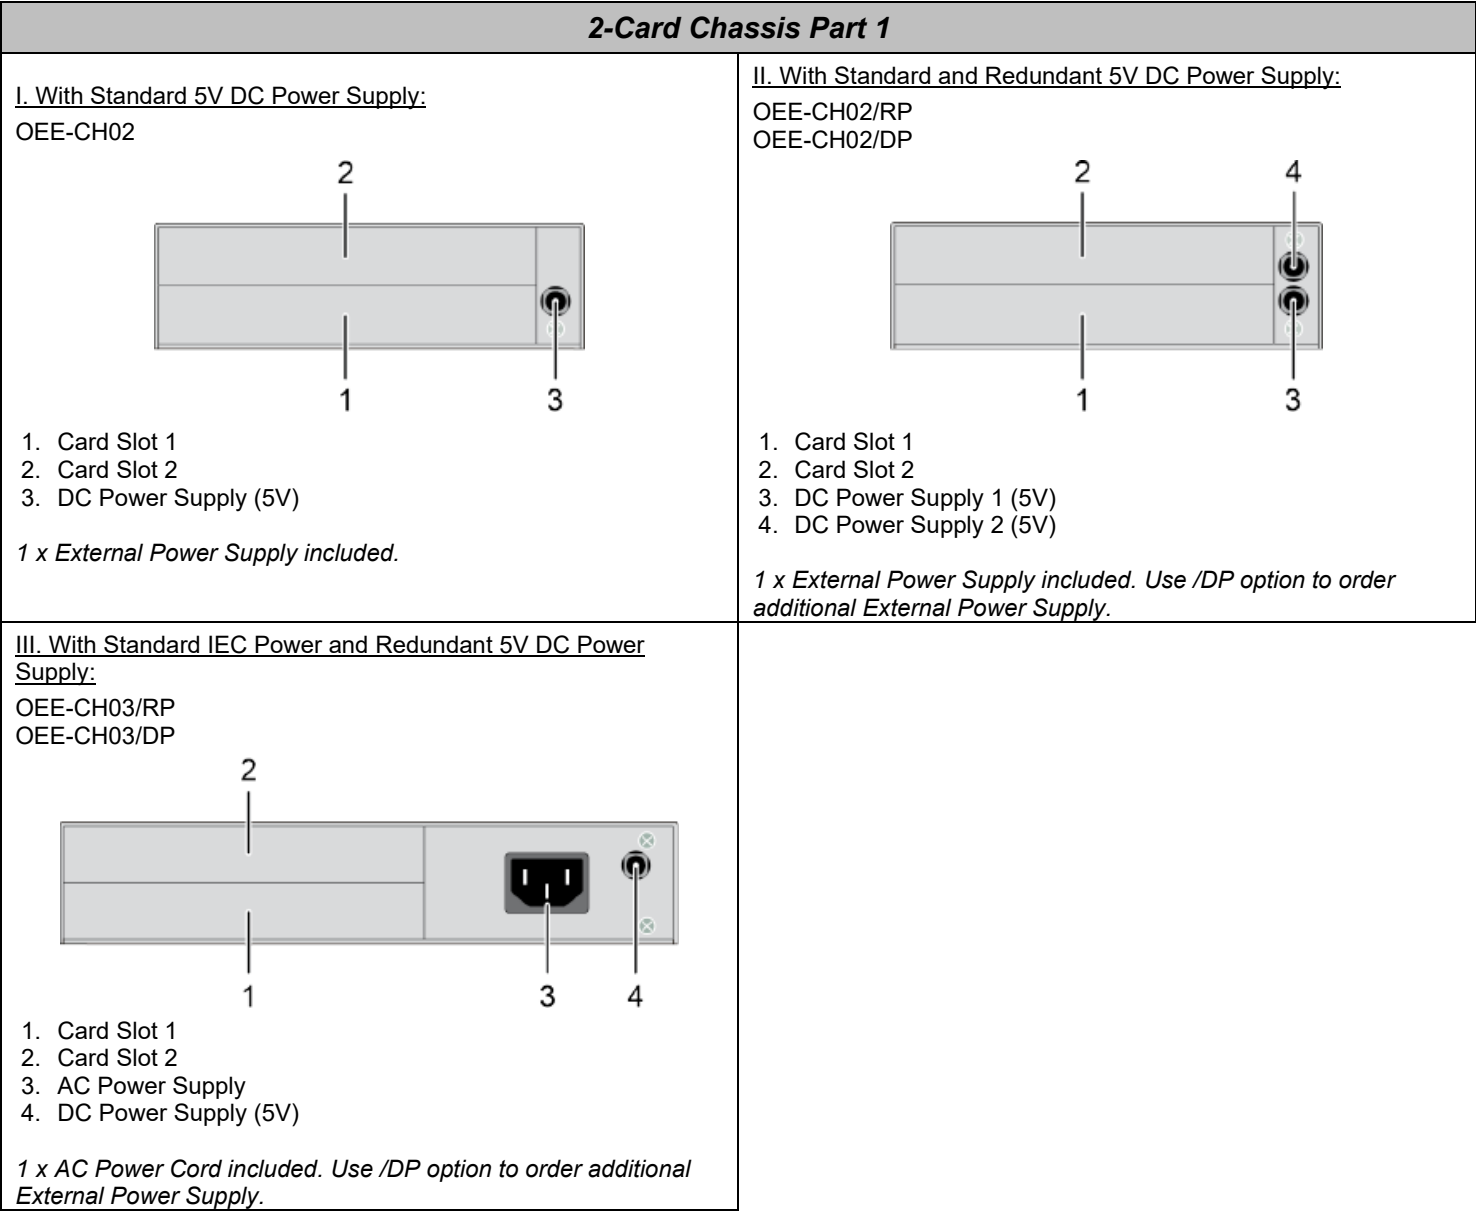 2-Card Chassis Part 1
I. With Standard 5V DC Power Supply:
OEE-CH02
2
1
3
1. Card Slot 1
2. Card Slot 2
3. DC Power Supply (5V)
1 x External Power Supply included.
II. With Standard and Redundant 5V DC Power Supply:
OEE-CH02/RP
OEE-CH02/DP
2
4
1
3
1. Card Slot 1
2. Card Slot 2
3. DC Power Supply 1 (5V)
4. DC Power Supply 2 (5V)
1 x External Power Supply included. Use /DP option to order
additional External Power Supply.
III. With Standard IEC Power and Redundant 5V DC Power
Supply:
OEE-CH03/RP
OEE-CH03/DP
2
1
3
4
1. Card Slot 1
2. Card Slot 2
3. AC Power Supply
4. DC Power Supply (5V)
1 x AC Power Cord included. Use /DP option to order additional
External Power Supply.